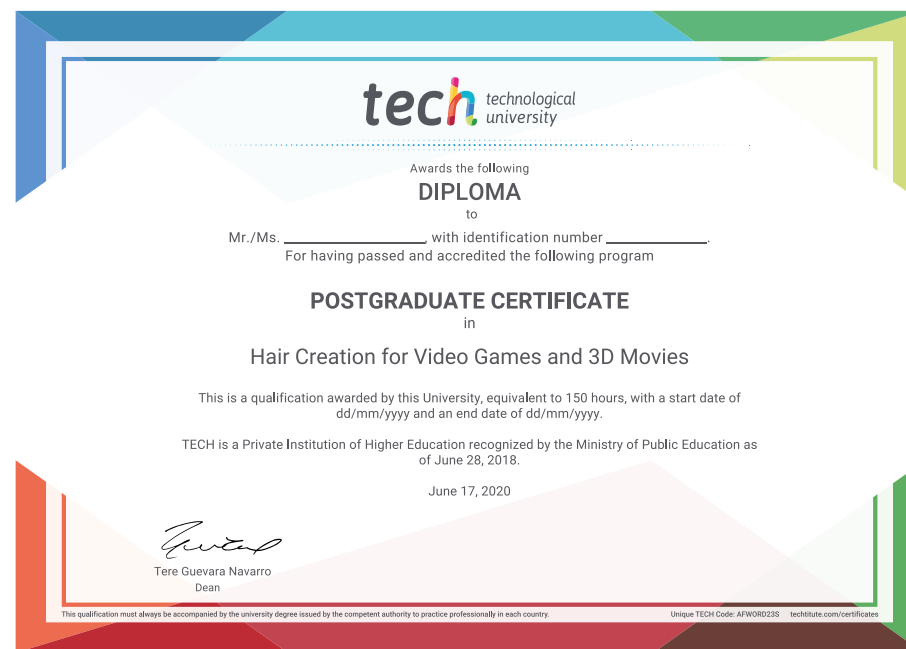 tech technological
university
Awards the following
DIPLOMA
to
Mr./Ms. ____________, with identification number ____________.
For having passed and accredited the following program
POSTGRADUATE CERTIFICATE
in
Hair Creation for Video Games and 3D Movies
This is a qualification awarded by this University, equivalent to 150 hours, with a start date of
dd/mm/yyyy and an end date of dd/mm/yyyy.
TECH is a Private Institution of Higher Education recognized by the Ministry of Public Education as
of June 28, 2018.
June 17, 2020
Tere Guevara Navarro
Dean
This qualification must always be accompanied by the university degree issued by the competent authority to practice professionally in each country.
Unique TECH Code: AFWORD23S techtitute.com/certificates